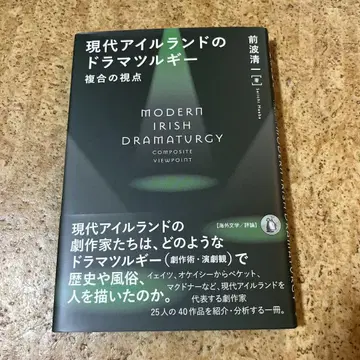 現代アイルランドの
ドラマツルギー
複合の視点
前波清一[著]
Seiichi Maeba
MODERN
IRISH
DRAMATURGY
COMPOSITE
VIEWPOINT
現代アイルランドの
劇作家たちは、どのような
ドラマツルギー（劇作術・演劇観）で
歴史や風俗、
人を描いたのか。
【海外文学／評論】
イェイツ、オケイシーからベケット、
マクドナーなど、現代アイルランドを
代表する劇作家
25人の40作品を紹介・分析する一冊。